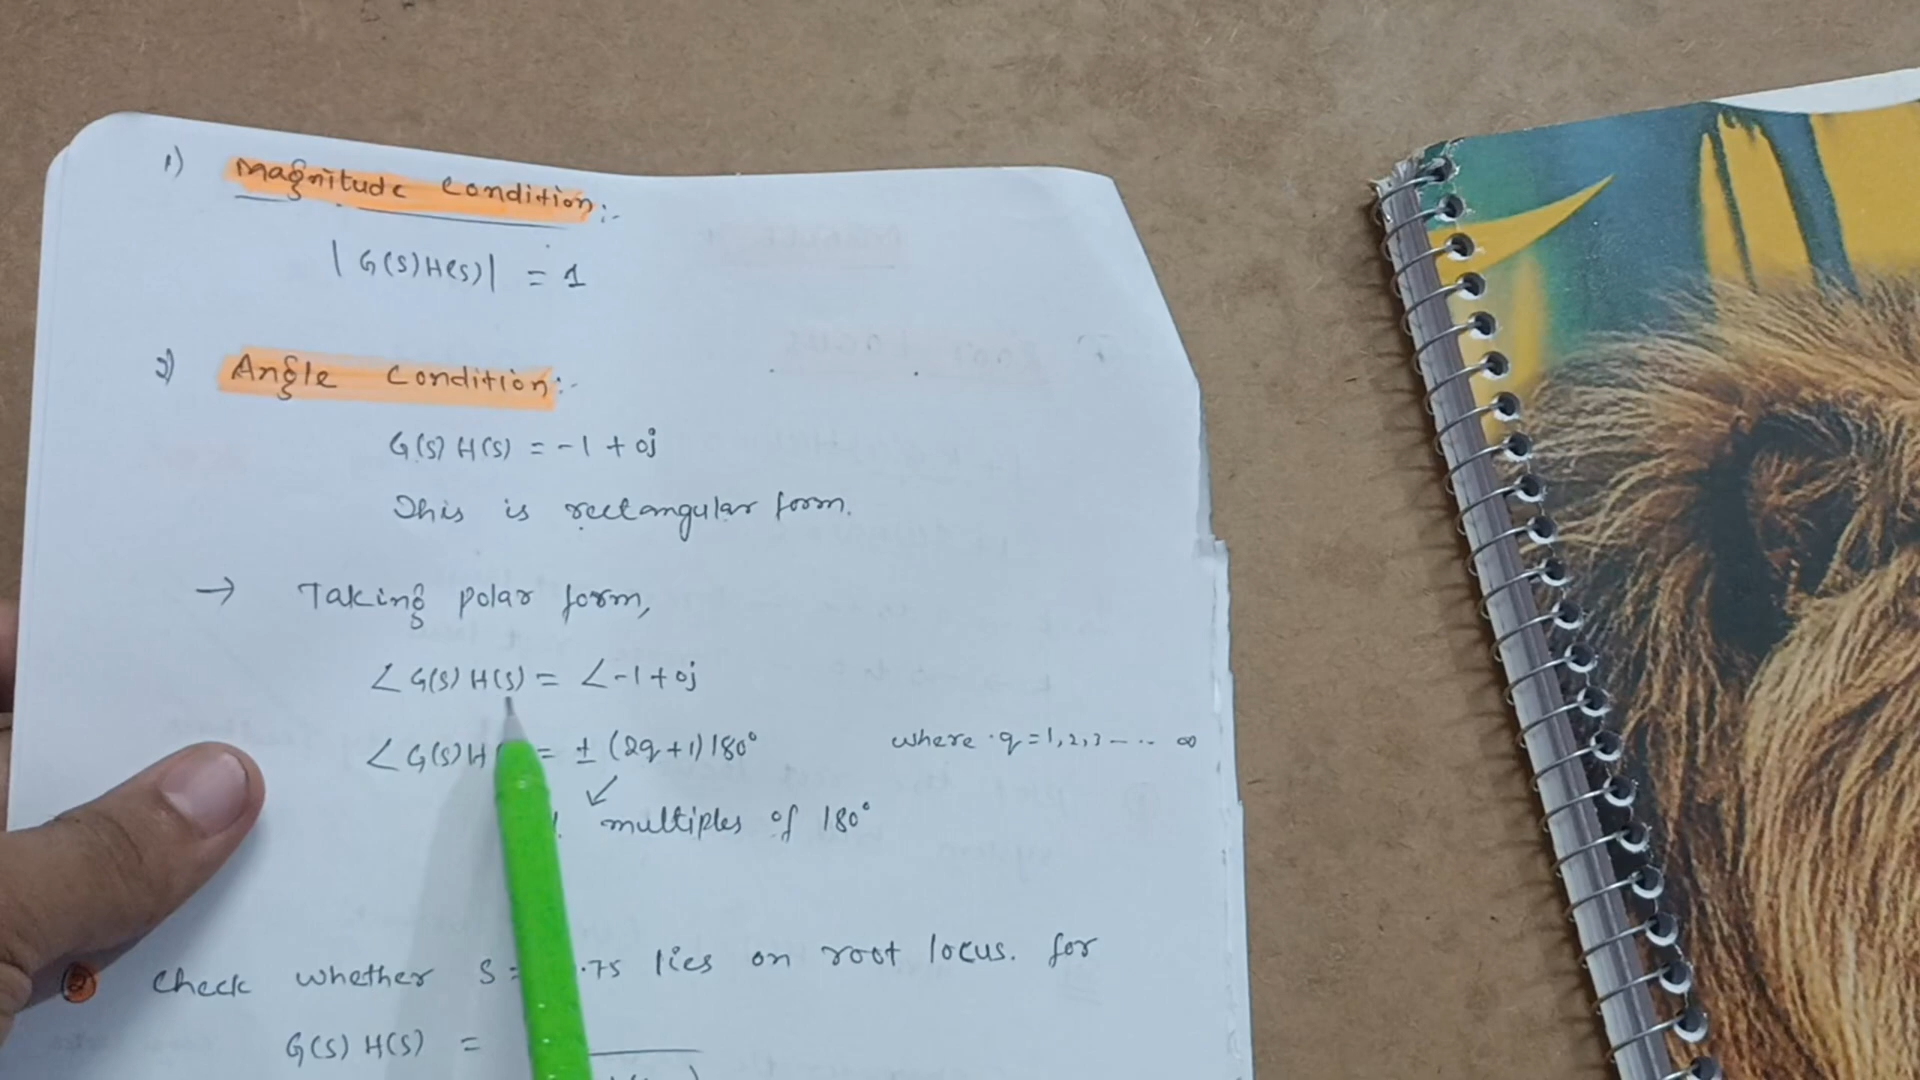 1) Magnitude Condition:-
| G(S)H(S)| = 1
2) Angle Condition:-
G(S) H(S) = -1 + 0j
This is rectangular form.
→ Taking polar form,
∠ G(S) H(S) = ∠-1+0j
∠ G(S)H = ± (2q+1)180° where q = 1,2,3 --- ∞
multiples of 180°
Check whether S = .75 lies on root locus. for
G(S) H(S) =